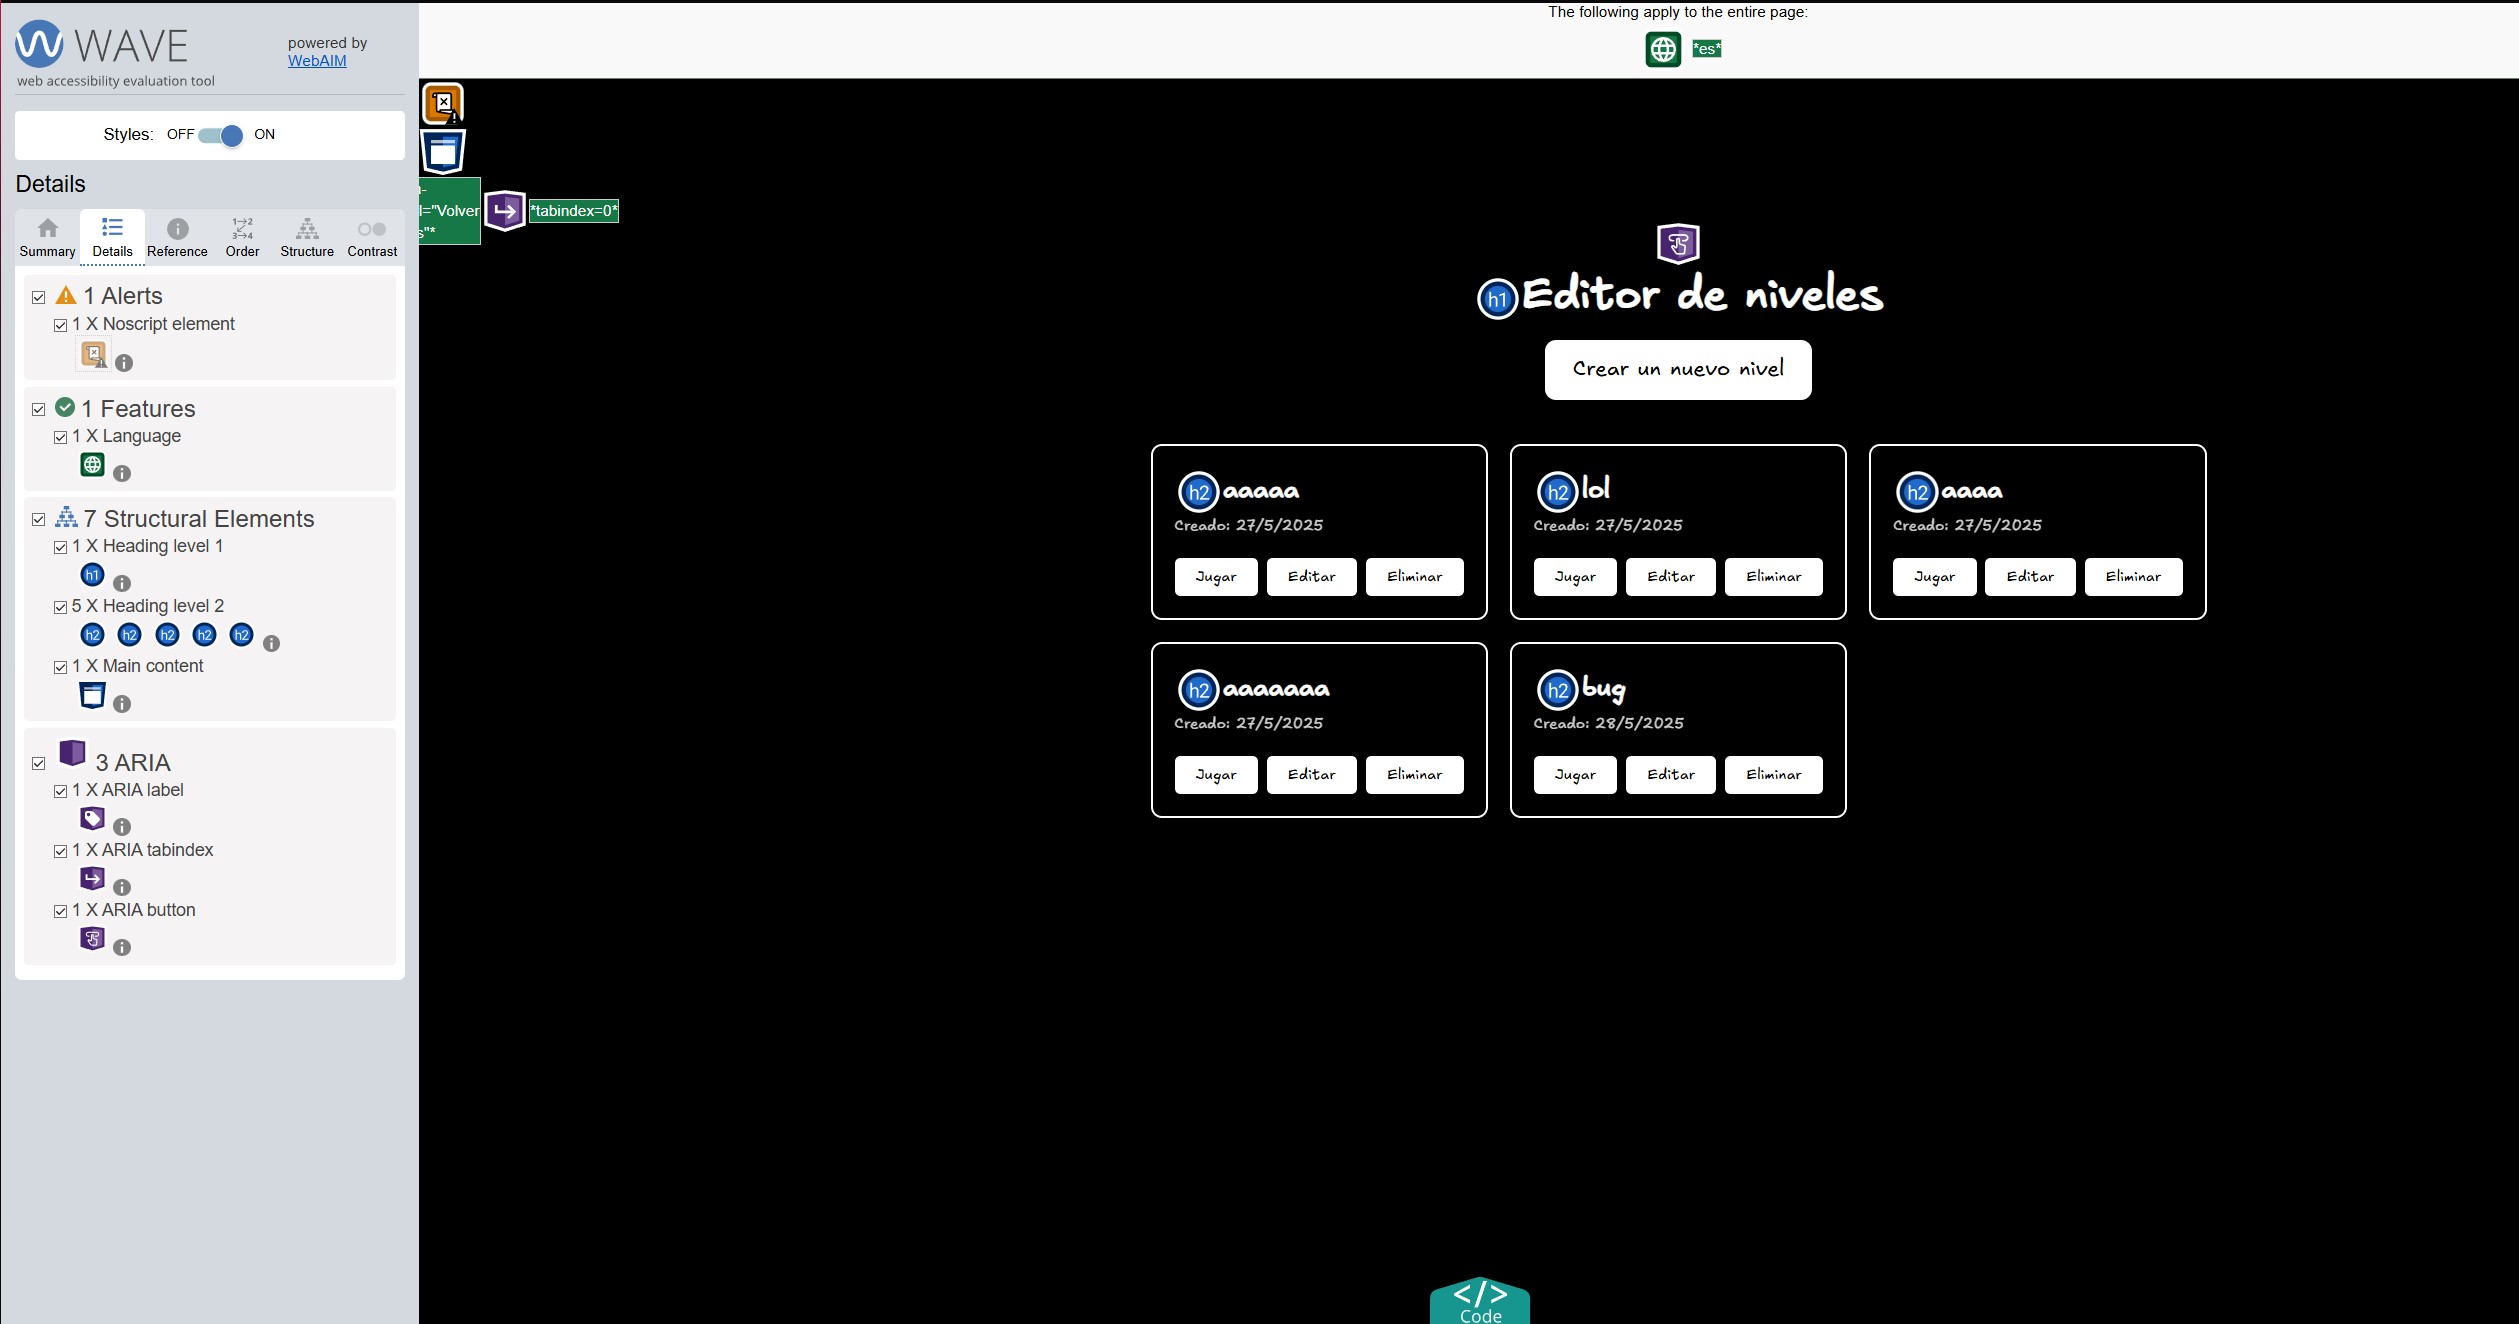 WAVE
powered by
WebAIM
web accessibility evaluation tool
Styles: OFF ON
Details
Summary Details Reference Order Structure Contrast
1 Alerts
1 X Noscript element
1 Features
1 X Language
7 Structural Elements
1 X Heading level 1
h1
5 X Heading level 2
h2 h2 h2 h2 h2
1 X Main content
3 ARIA
1 X ARIA label
1 X ARIA tabindex
1 X ARIA button
The following apply to the entire page:
*es*
l="Volver
s"*
*tabindex=0*
h1 Editor de niveles
Crear un nuevo nivel
h2 aaaaa
Creado: 27/5/2025
Jugar Editar Eliminar
h2 lol
Creado: 27/5/2025
Jugar Editar Eliminar
h2 aaaa
Creado: 27/5/2025
Jugar Editar Eliminar
h2 aaaaaaa
Creado: 27/5/2025
Jugar Editar Eliminar
h2 bug
Creado: 28/5/2025
Jugar Editar Eliminar
</> 
Code